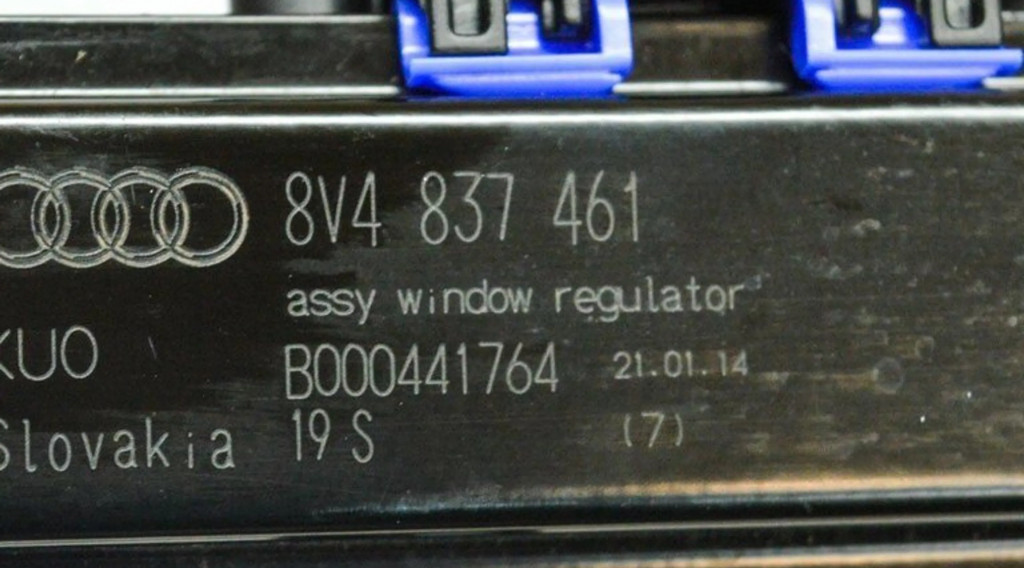 8V4 837 461
assy window regulator
KUO B000441764 21.01.14
Slovakia 19 S (7)